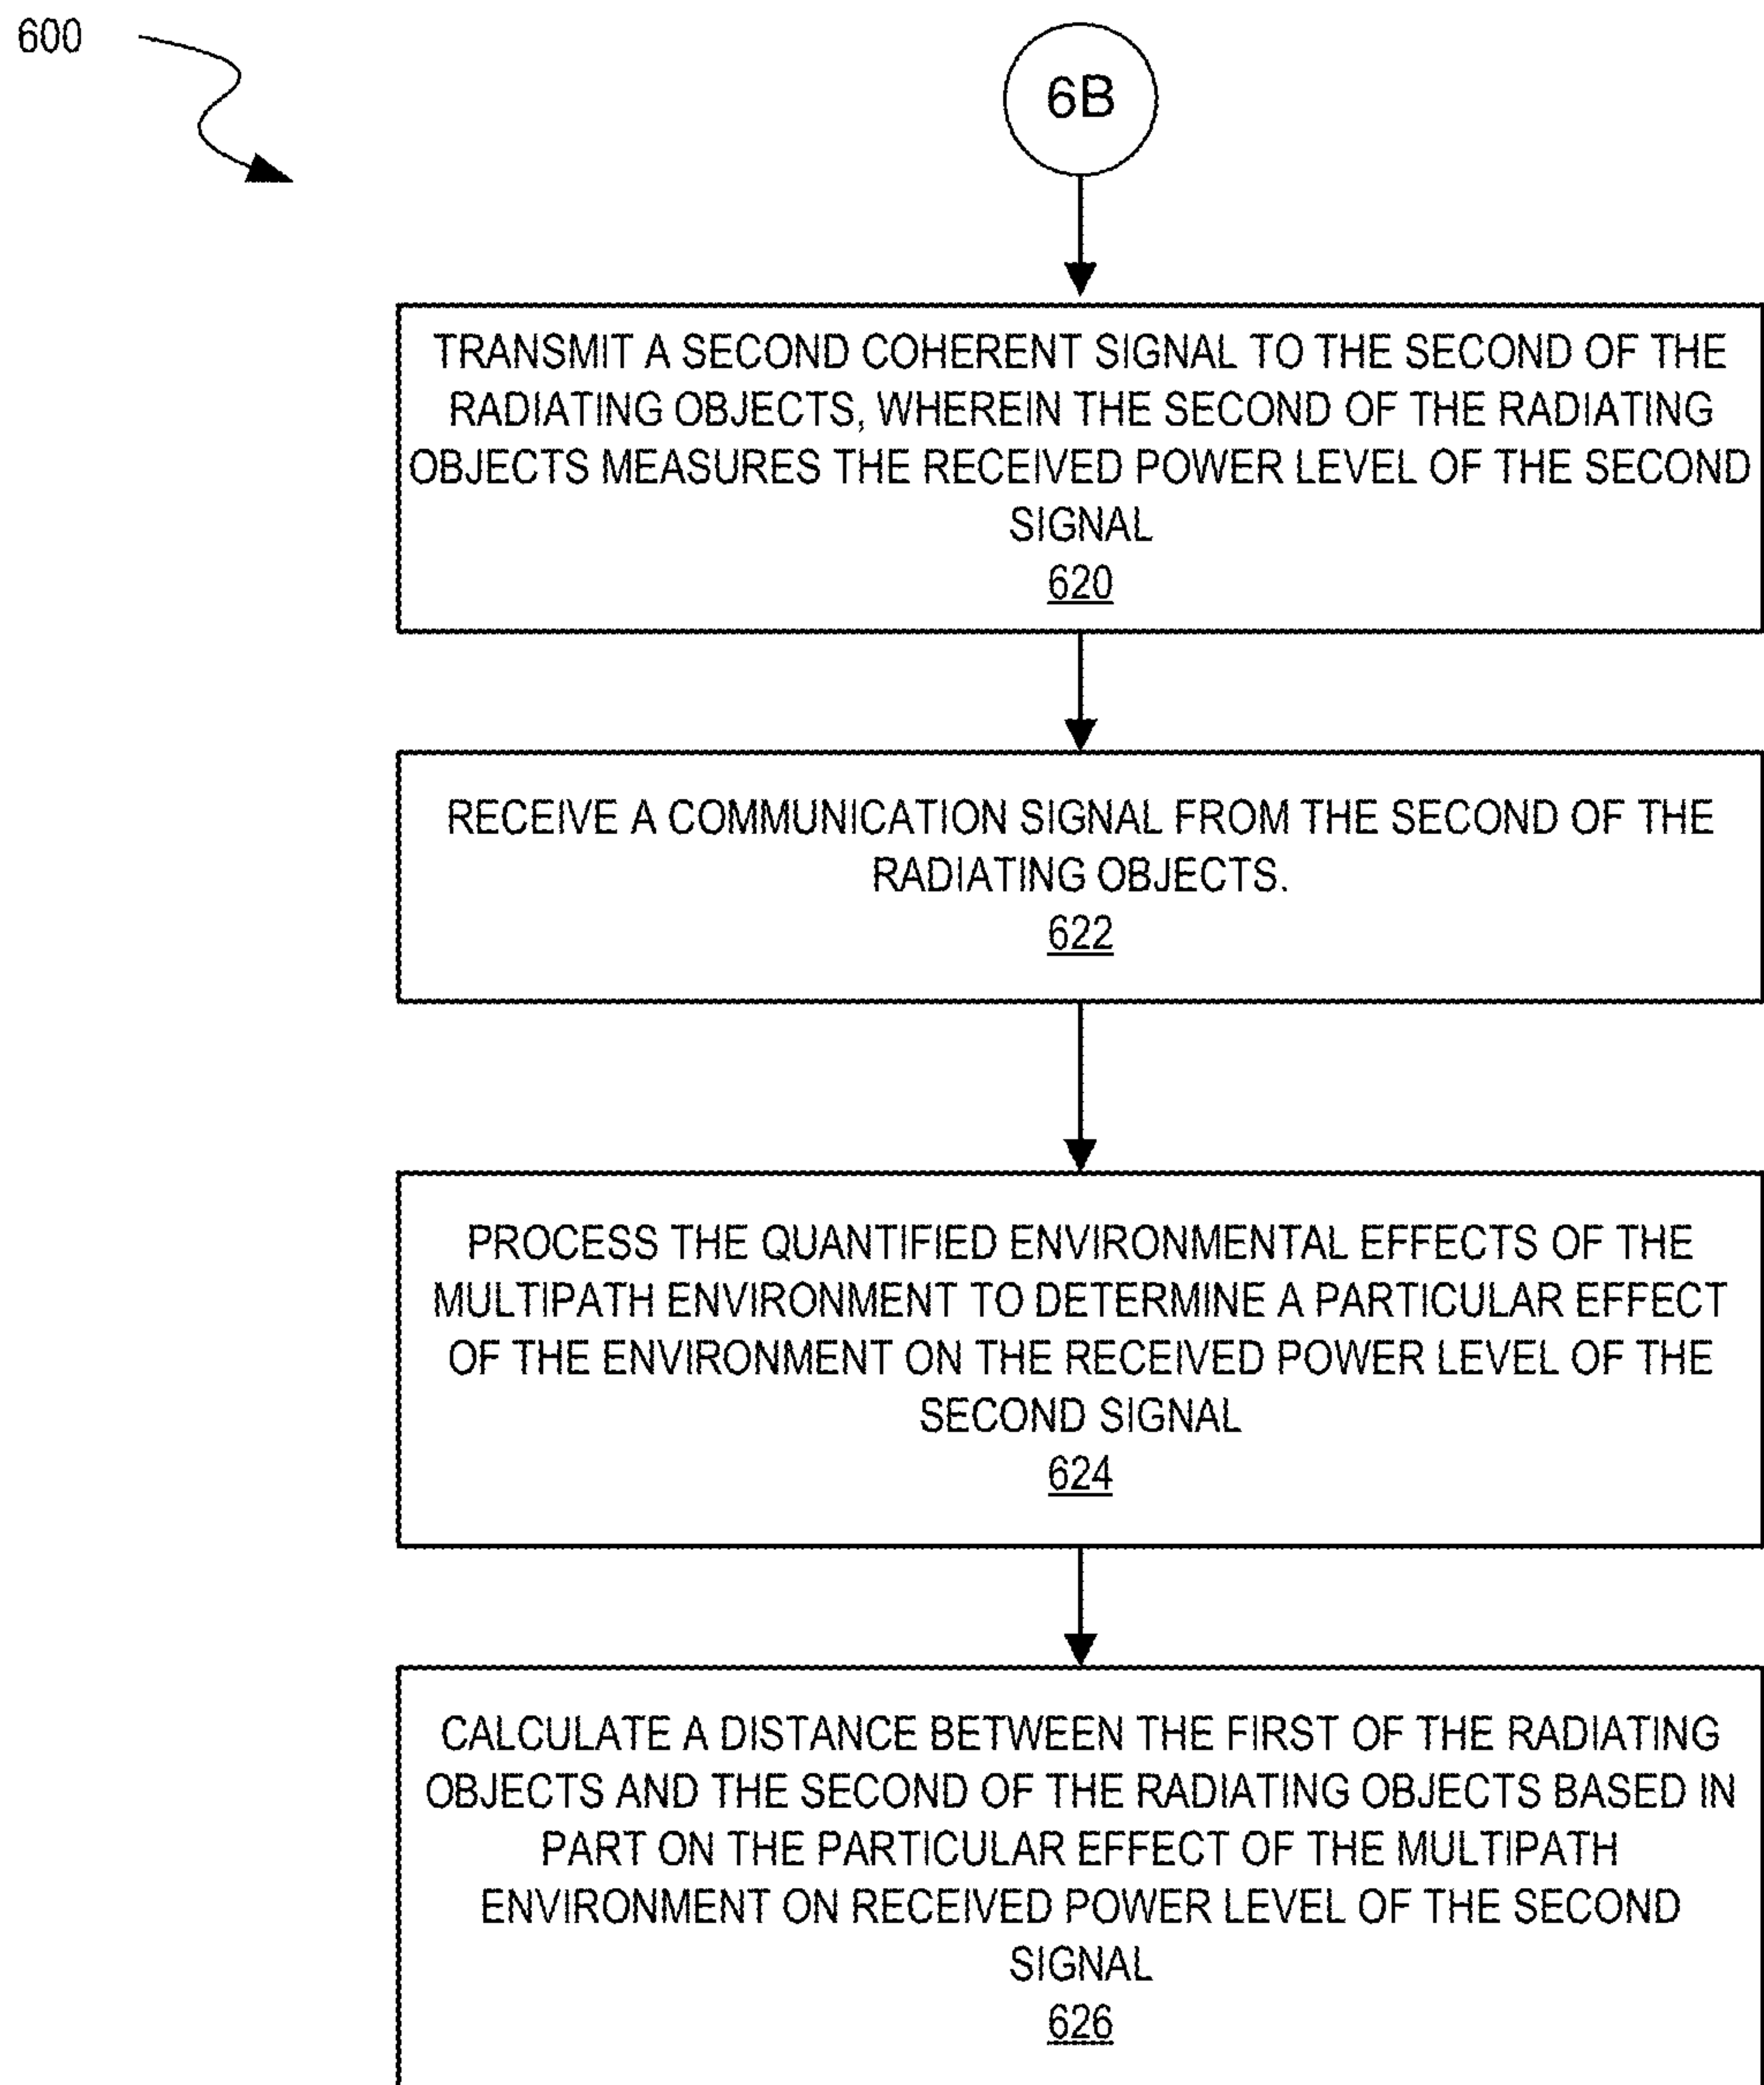 600
6B
TRANSMIT A SECOND COHERENT SIGNAL TO THE SECOND OF THE
RADIATING OBJECTS, WHEREIN THE SECOND OF THE RADIATING
OBJECTS MEASURES THE RECEIVED POWER LEVEL OF THE SECOND
SIGNAL
620
RECEIVE A COMMUNICATION SIGNAL FROM THE SECOND OF THE
RADIATING OBJECTS.
622
PROCESS THE QUANTIFIED ENVIRONMENTAL EFFECTS OF THE
MULTIPATH ENVIRONMENT TO DETERMINE A PARTICULAR EFFECT
OF THE ENVIRONMENT ON THE RECEIVED POWER LEVEL OF THE
SECOND SIGNAL
624
CALCULATE A DISTANCE BETWEEN THE FIRST OF THE RADIATING
OBJECTS AND THE SECOND OF THE RADIATING OBJECTS BASED IN
PART ON THE PARTICULAR EFFECT OF THE MULTIPATH
ENVIRONMENT ON RECEIVED POWER LEVEL OF THE SECOND
SIGNAL
626